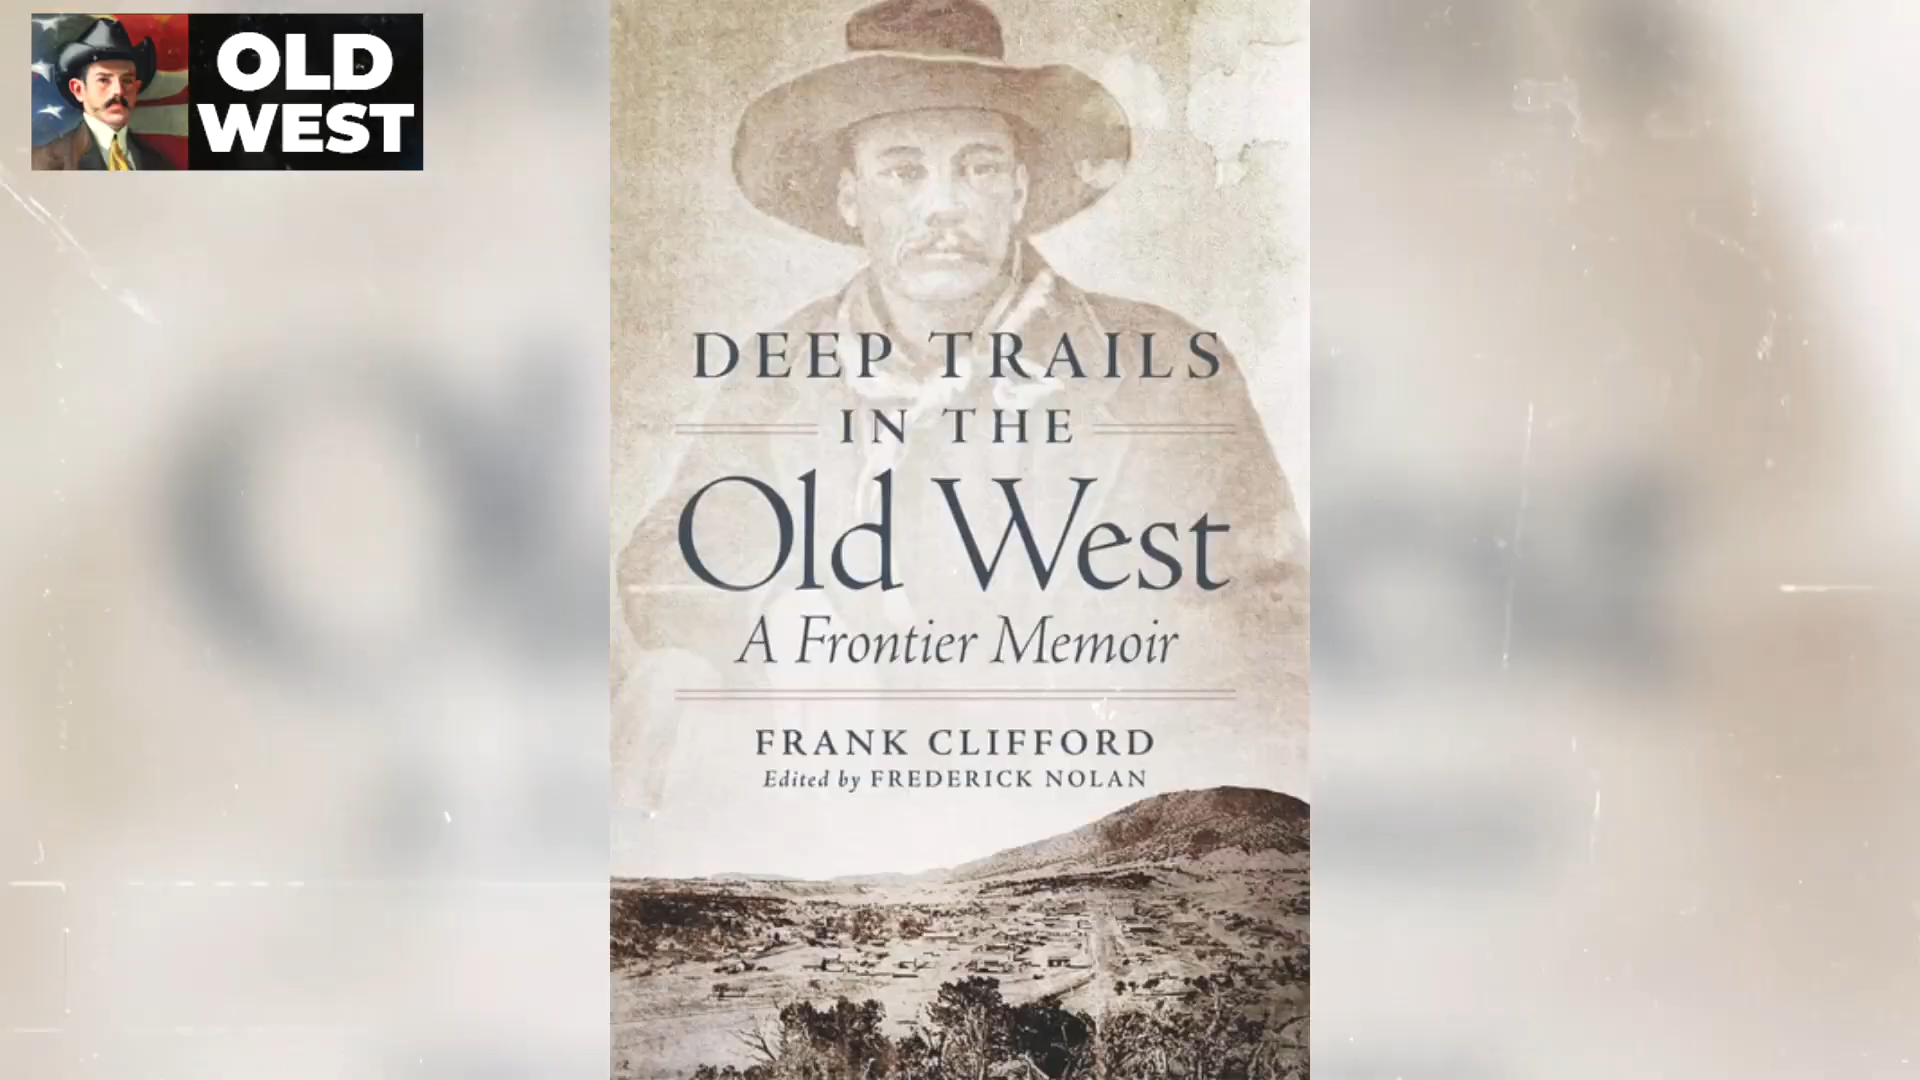 OLD
WEST
DEEP TRAILS
IN THE
Old West
A Frontier Memoir
FRANK CLIFFORD
Edited by FREDERICK NOLAN